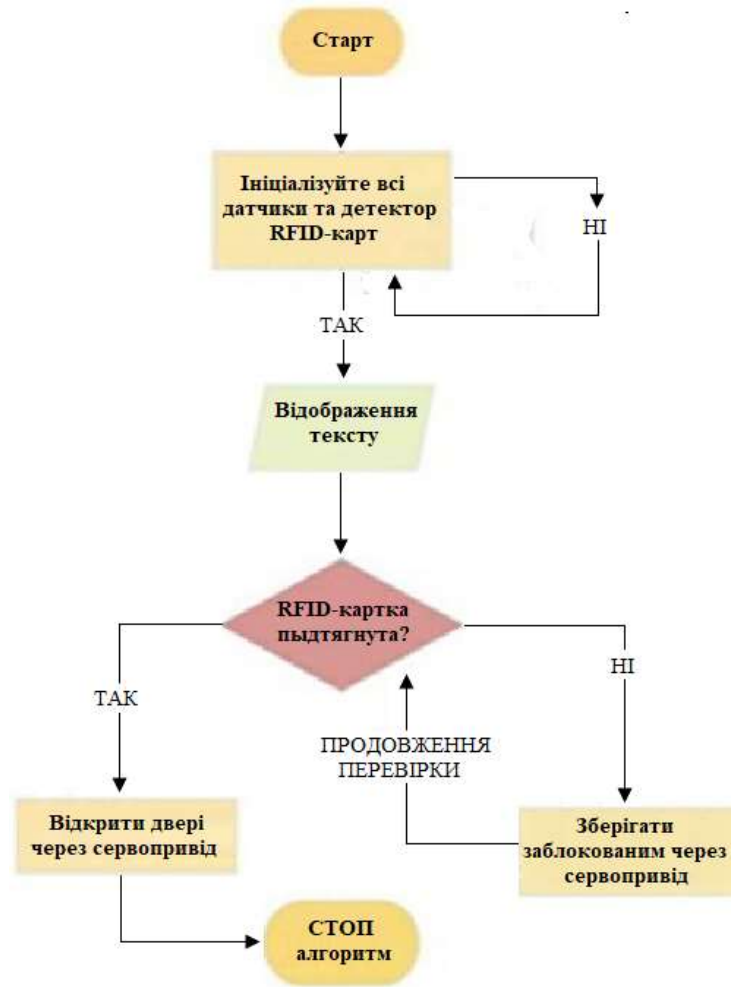 Старт
Ініціалізуйте всі
датчики та детектор
RFID-карт
НІ
ТАК
Відображення
тексту
RFID-картка
пыдтягнута?
ТАК
НІ
ПРОДОВЖЕННЯ
ПЕРЕВІРКИ
Відкрити двері
через сервопривід
Зберігати
заблокованим через
сервопривід
СТОП
алгоритм